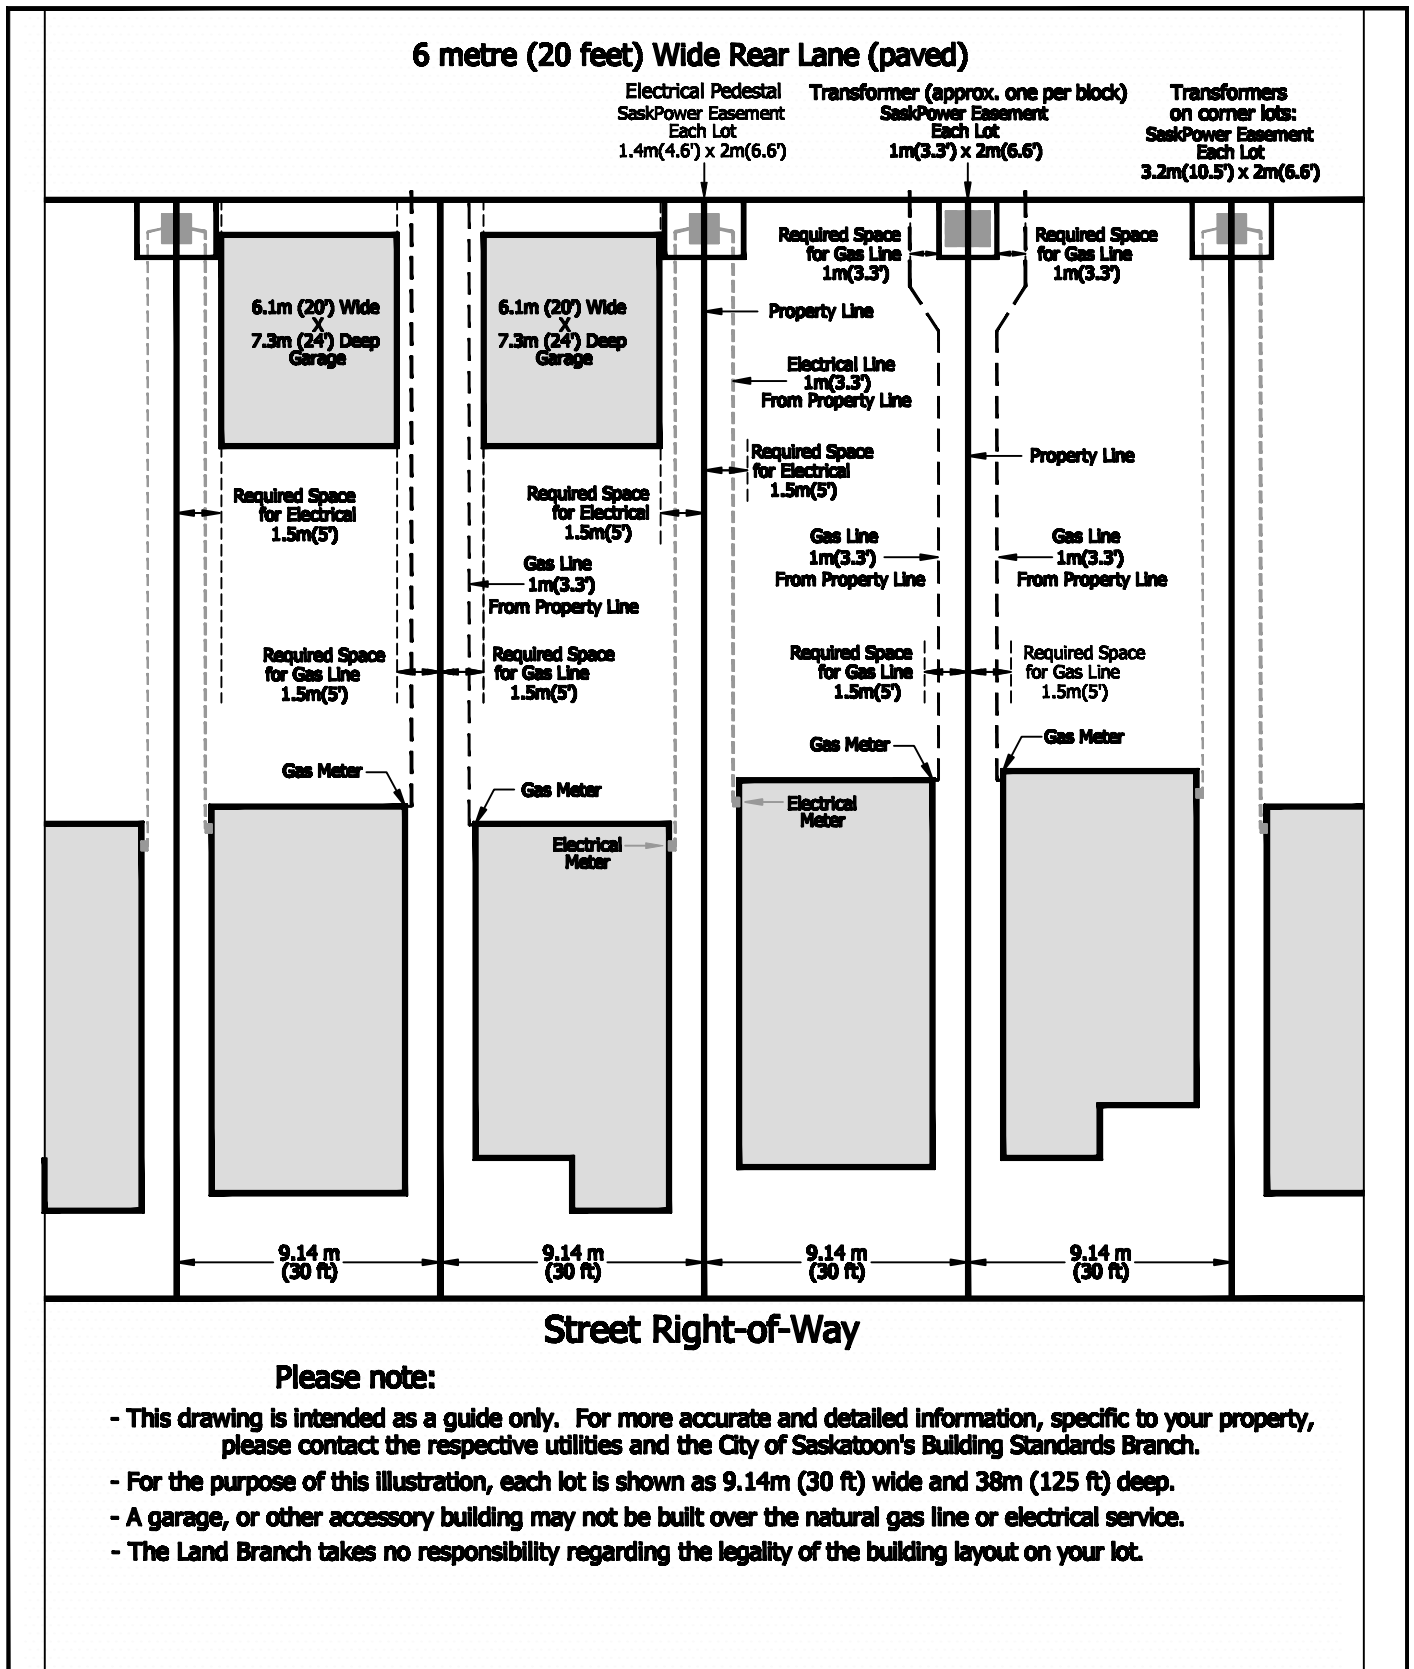 6 metre (20 feet) Wide Rear Lane (paved)
Electrical Pedestal
SaskPower Easement
Each Lot
1.4m(4.6') x 2m(6.6')
Transformer (approx. one per block)
SaskPower Easement
Each Lot
1m(3.3') x 2m(6.6')
Transformers
on corner lots:
SaskPower Easement
Each Lot
3.2m(10.5') x 2m(6.6')
6.1m (20') Wide
X
7.3m (24') Deep
Garage
6.1m (20') Wide
X
7.3m (24') Deep
Garage
Required Space
for Gas Line
1m(3.3')
Required Space
for Gas Line
1m(3.3')
Property Line
Electrical Line
1m(3.3')
From Property Line
Required Space
for Electrical
1.5m(5')
Property Line
Required Space
for Electrical
1.5m(5')
Required Space
for Electrical
1.5m(5')
Gas Line
1m(3.3')
From Property Line
Gas Line
1m(3.3')
From Property Line
Gas Line
1m(3.3')
From Property Line
Required Space
for Gas Line
1.5m(5')
Required Space
for Gas Line
1.5m(5')
Required Space
for Gas Line
1.5m(5')
Required Space
for Gas Line
1.5m(5')
Gas Meter
Gas Meter
Gas Meter
Gas Meter
Electrical
Meter
Electrical
Meter
9.14 m
(30 ft)
9.14 m
(30 ft)
9.14 m
(30 ft)
9.14 m
(30 ft)
Street Right-of-Way
Please note:
- This drawing is intended as a guide only. For more accurate and detailed information, specific to your property,
please contact the respective utilities and the City of Saskatoon's Building Standards Branch.
- For the purpose of this illustration, each lot is shown as 9.14m (30 ft) wide and 38m (125 ft) deep.
- A garage, or other accessory building may not be built over the natural gas line or electrical service.
- The Land Branch takes no responsibility regarding the legality of the building layout on your lot.